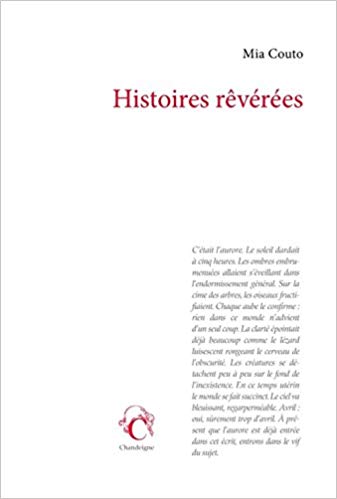 Mia Couto
Histoires rêvérées
C'était l'aurore. Le soleil dardait
à cinq heures. Les ombres embru-
menuées allaient s'éveillant dans
l'endormissement général. Sur la
cime des arbres, les oiseaux fructi-
fiaient. Chaque aube le confirme :
rien dans ce monde n'advient
d'un seul coup. La clarté épointait
déjà beaucoup comme le lézard
luisescent rongeant le cerveau de
l'obscurité. Les créatures se dé-
tachent peu à peu sur le fond de
l'inexistence. En ce temps utérin
le monde se fait succinct. Le ciel va
bleuissant, regarperméable. Avril :
oui, sûrement trop d'avril. À pré-
sent que l'aurore est déjà entrée
dans cet écrit, entrons dans le vif
du sujet.
Chandeigne